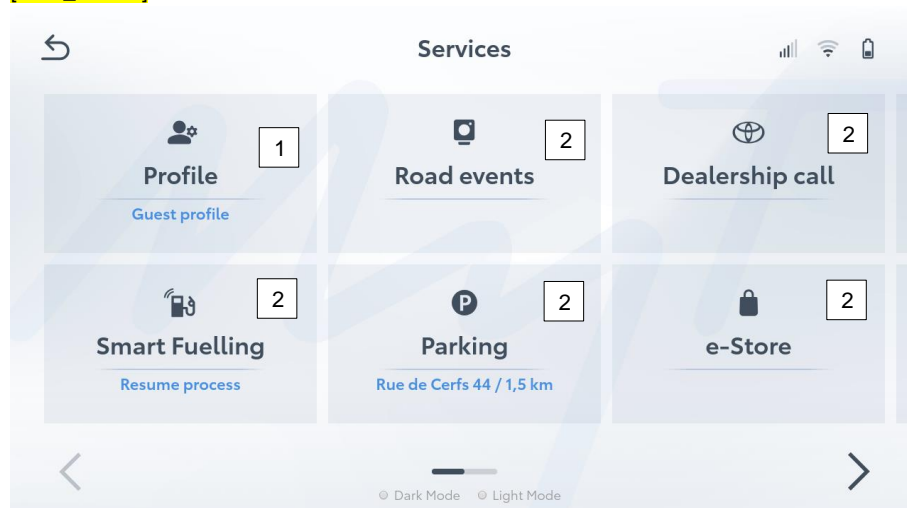 Services
1
2
2
Profile
Road events
Dealership call
Guest profile
2
2
2
Smart Fuelling
Parking
e-Store
Resume process
Rue de Cerfs 44 / 1,5 km
Dark Mode
Light Mode